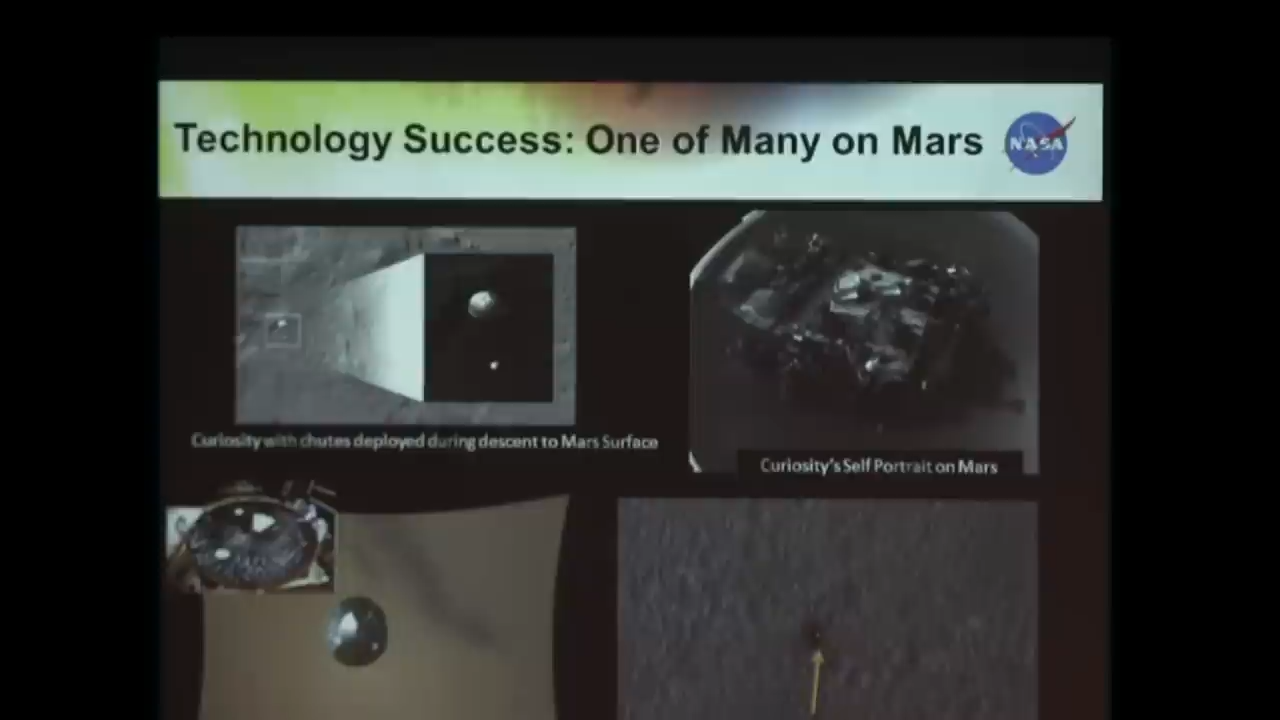 Technology Success: One of Many on Mars
NASA
Curiosity with chutes deployed during descent to Mars Surface
Curiosity's Self Portrait on Mars